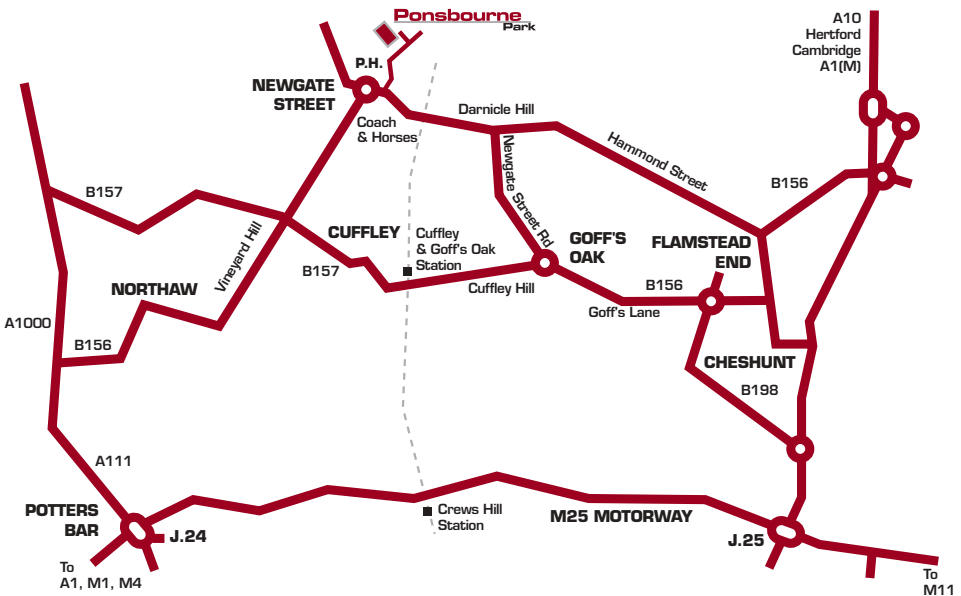 Ponsbourne
Park
A10
Hertford
Cambridge
A1(M)
P.H.
NEWGATE
STREET
Coach
& Horses
Darnicle Hill
Hammond Street
Newgate Street Rd
B157
B156
Vineyard Hill
CUFFLEY
Cuffley
& Goff's Oak
Station
GOFF'S
OAK
FLAMSTEAD
END
B157
NORTHAW
Cuffley Hill
B156
Goff's Lane
A1000
B156
CHESHUNT
B198
A111
POTTERS
BAR
J.24
Crews Hill
Station
M25 MOTORWAY
J.25
To
A1, M1, M4
To
M11